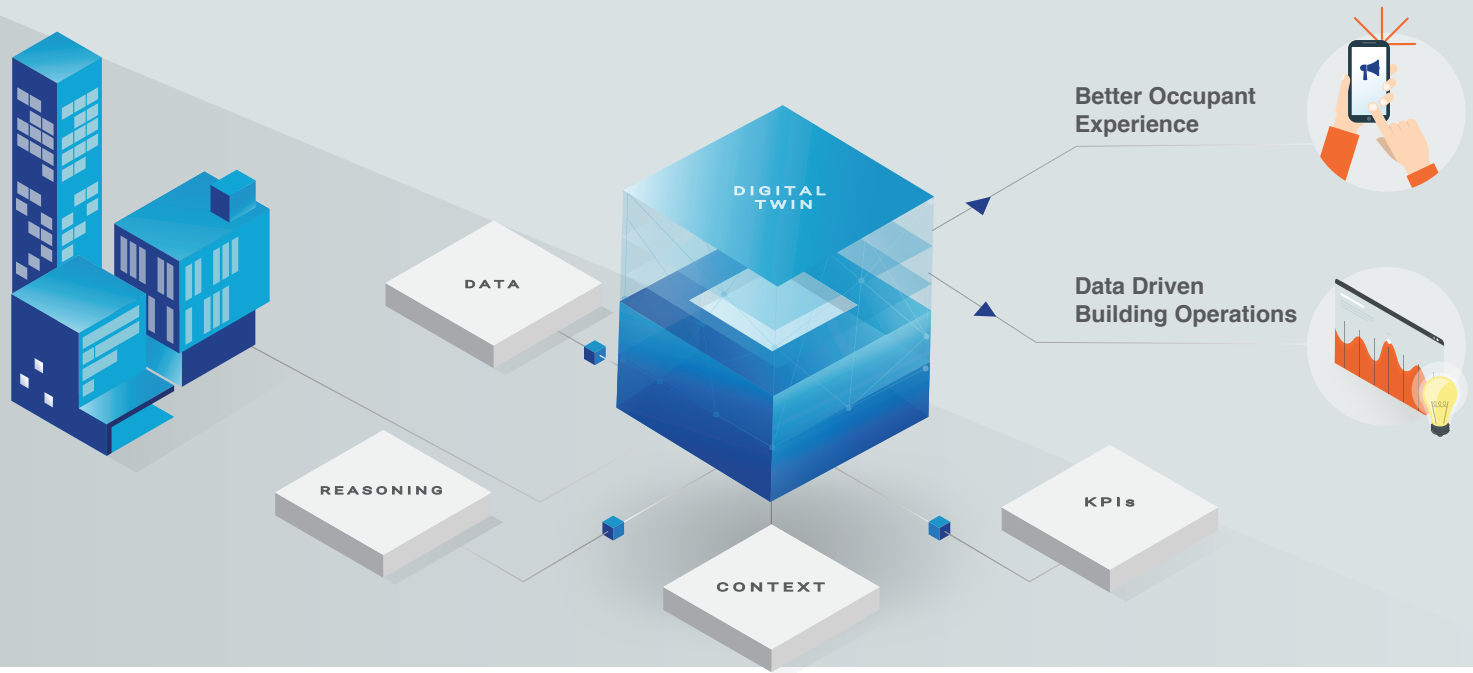 Better Occupant
Experience
DIGITAL
TWIN
DATA
Data Driven
Building Operations
REASONING
KPIs
CONTEXT